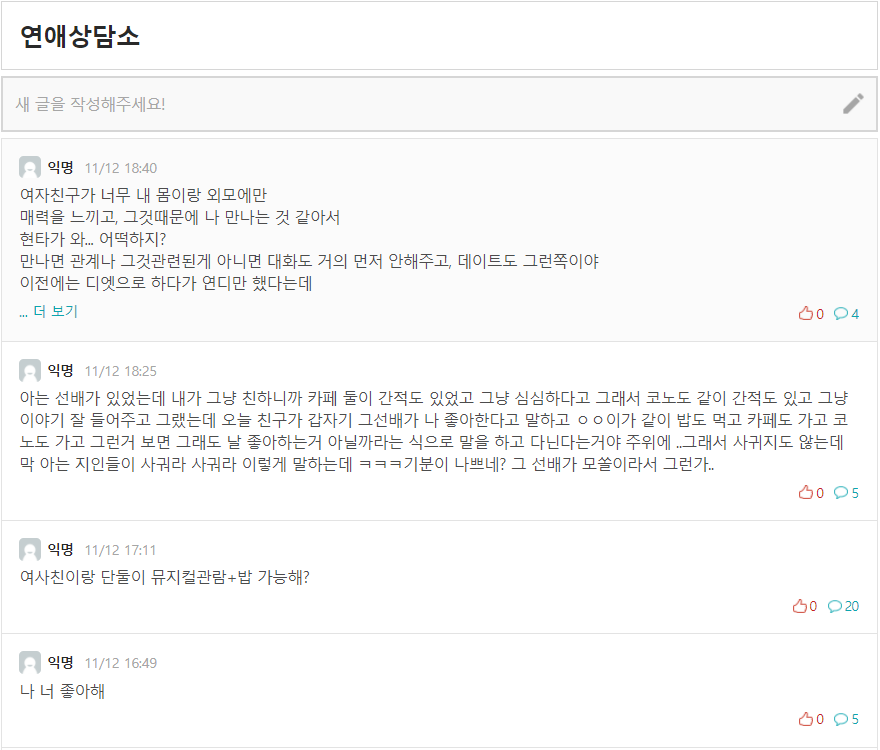 연애상담소
새 글을 작성해주세요!
익명 11/12 18:40
여자친구가 너무 내 몸이랑 외모에만
매력을 느끼고, 그것때문에 나 만나는 것 같아서
현타가 와... 어떡하지?
만나면 관계나 그것관련된게 아니면 대화도 거의 먼저 안해주고, 데이트도 그런쪽이야
이전에는 디엣으로 하다가 연디만 했다는데
... 더 보기
0 4
익명 11/12 18:25
아는 선배가 있었는데 내가 그냥 친하니까 카페 둘이 간적도 있었고 그냥 심심하다고 그래서 코노도 같이 간적도 있고 그냥
이야기 잘 들어주고 그랬는데 오늘 친구가 갑자기 그선배가 나 좋아한다고 말하고 ㅇㅇ이가 같이 밥도 먹고 카페도 가고 코
노도 가고 그런거 보면 그래도 날 좋아하는거 아닐까라는 식으로 말을 하고 다닌다는거야 주위에 ..그래서 사귀지도 않는데
막 아는 지인들이 사궈라 사궈라 이렇게 말하는데 ㅋㅋㅋ기분이 나쁘네? 그 선배가 모쏠이라서 그런가..
0 5
익명 11/12 17:11
여사친이랑 단둘이 뮤지컬관람+밥 가능해?
0 20
익명 11/12 16:49
나 너 좋아해
0 5